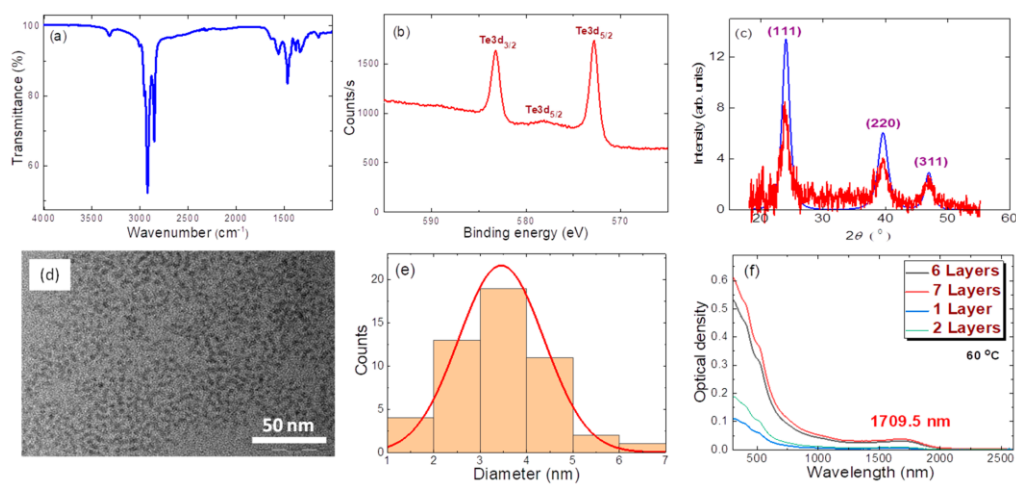 (a)
Transmittance (%)
100
80
60
4000 3000 2000 1500
Wavenumber (cm-1)
(b)
Te3d3/2
Te3d5/2
Te3d5/2
Counts/s
1500
1000
500
0
590 580 570
Binding energy (eV)
(c)
(111)
(220)
(311)
Intensity (arb. units)
12
8
4
0
20 30 40 50 60
2θ (°)
(d)
50 nm
(e)
Counts
20
15
10
5
0
1 2 3 4 5 6 7
Diameter (nm)
(f)
6 Layers
7 Layers
1 Layer
2 Layers
60 °C
1709.5 nm
Optical density
0.6
0.5
0.4
0.3
0.2
0.1
0.0
500 1000 1500 2000 2500
Wavelength (nm)